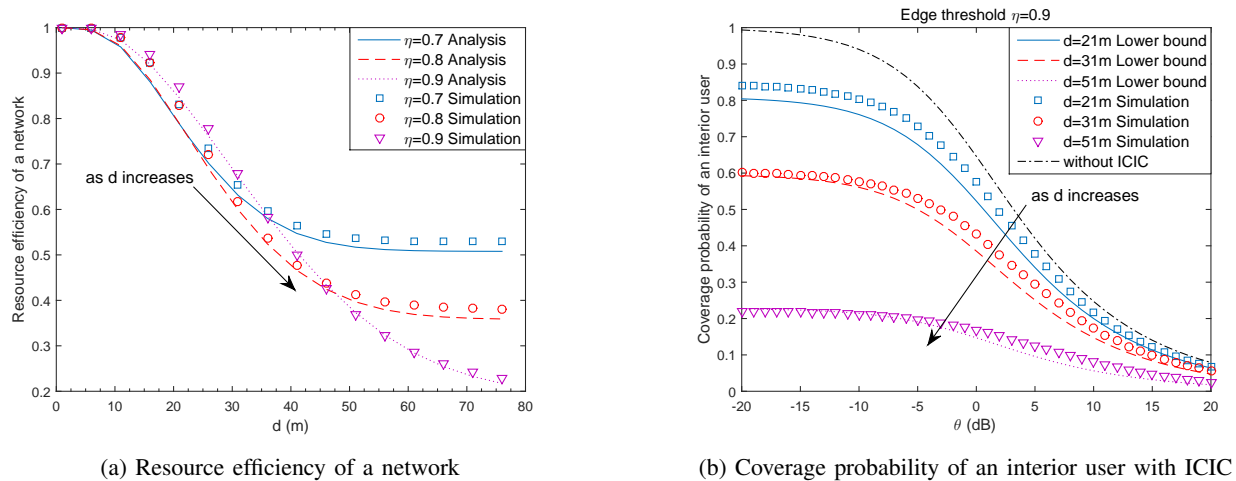 Resource efficiency of a network
1
0.9
0.8
0.7
0.6
0.5
0.4
0.3
0.2
0
10
20
30
40
50
60
70
80
d (m)
η=0.7 Analysis
η=0.8 Analysis
η=0.9 Analysis
η=0.7 Simulation
η=0.8 Simulation
η=0.9 Simulation
as d increases
(a) Resource efficiency of a network
Edge threshold η=0.9
Coverage probability of an interior user
1
0.9
0.8
0.7
0.6
0.5
0.4
0.3
0.2
0.1
0
-20
-15
-10
-5
0
5
10
15
20
θ (dB)
d=21m Lower bound
d=31m Lower bound
d=51m Lower bound
d=21m Simulation
d=31m Simulation
d=51m Simulation
without ICIC
as d increases
(b) Coverage probability of an interior user with ICIC